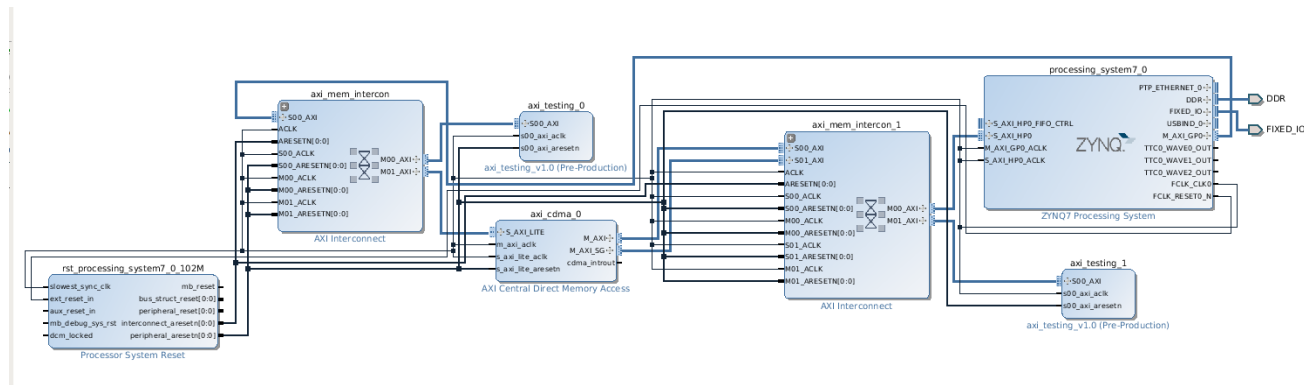 axi_mem_intercon
S00_AXI
ACLK
ARESETN[0:0]
S00_ACLK
S00_ARESETN[0:0]
M00_ACLK
M00_ARESETN[0:0]
M01_ACLK
M01_ARESETN[0:0]
M00_AXI
M01_AXI
AXI Interconnect
axi_testing_0
S00_AXI
s00_axi_aclk
s00_axi_aresetn
axi_testing_v1.0 (Pre-Production)
axi_cdma_0
S_AXI_LITE
m_axi_aclk
s_axi_lite_aclk
s_axi_lite_aresetn
M_AXI
M_AXI_SG
cdma_introut
AXI Central Direct Memory Access
rst_processing_system7_0_102M
slowest_sync_clk
ext_reset_in
aux_reset_in
mb_debug_sys_rst
dcm_locked
mb_reset
bus_struct_reset[0:0]
peripheral_reset[0:0]
interconnect_aresetn[0:0]
peripheral_aresetn[0:0]
Processor System Reset
axi_mem_intercon_1
S00_AXI
S01_AXI
ACLK
ARESETN[0:0]
S00_ACLK
S00_ARESETN[0:0]
M00_ACLK
M00_ARESETN[0:0]
S01_ACLK
S01_ARESETN[0:0]
M01_ACLK
M01_ARESETN[0:0]
M00_AXI
M01_AXI
AXI Interconnect
processing_system7_0
S_AXI_HP0_FIFO_CTRL
S_AXI_HP0
M_AXI_GP0_ACLK
S_AXI_HP0_ACLK
ZYNQ
PTP_ETHERNET_0
DDR
FIXED_IO
USBIND_0
M_AXI_GP0
TTC0_WAVE0_OUT
TTC0_WAVE1_OUT
TTC0_WAVE2_OUT
FCLK_CLK0
FCLK_RESET0_N
ZYNQ7 Processing System
DDR
FIXED_IO
axi_testing_1
S00_AXI
s00_axi_aclk
s00_axi_aresetn
axi_testing_v1.0 (Pre-Production)